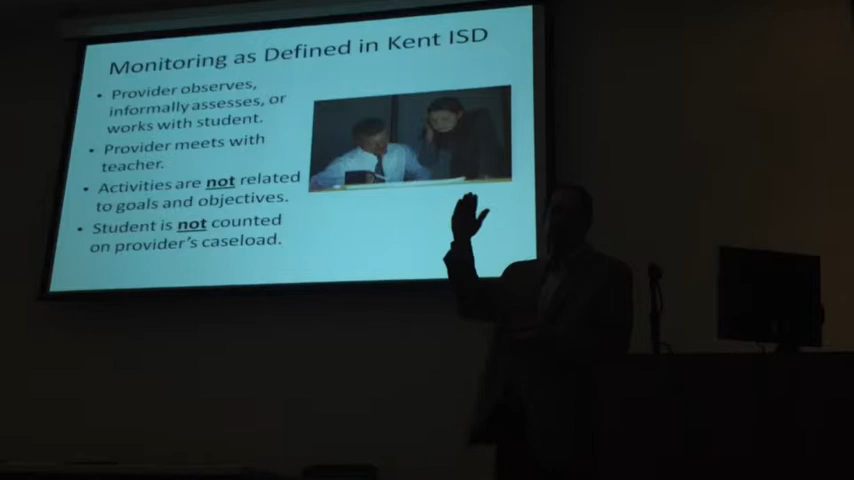 Monitoring as Defined in Kent ISD
• Provider observes,
informally assesses, or
works with student.
• Provider meets with
teacher.
• Activities are not related
to goals and objectives.
• Student is not counted
on provider's caseload.